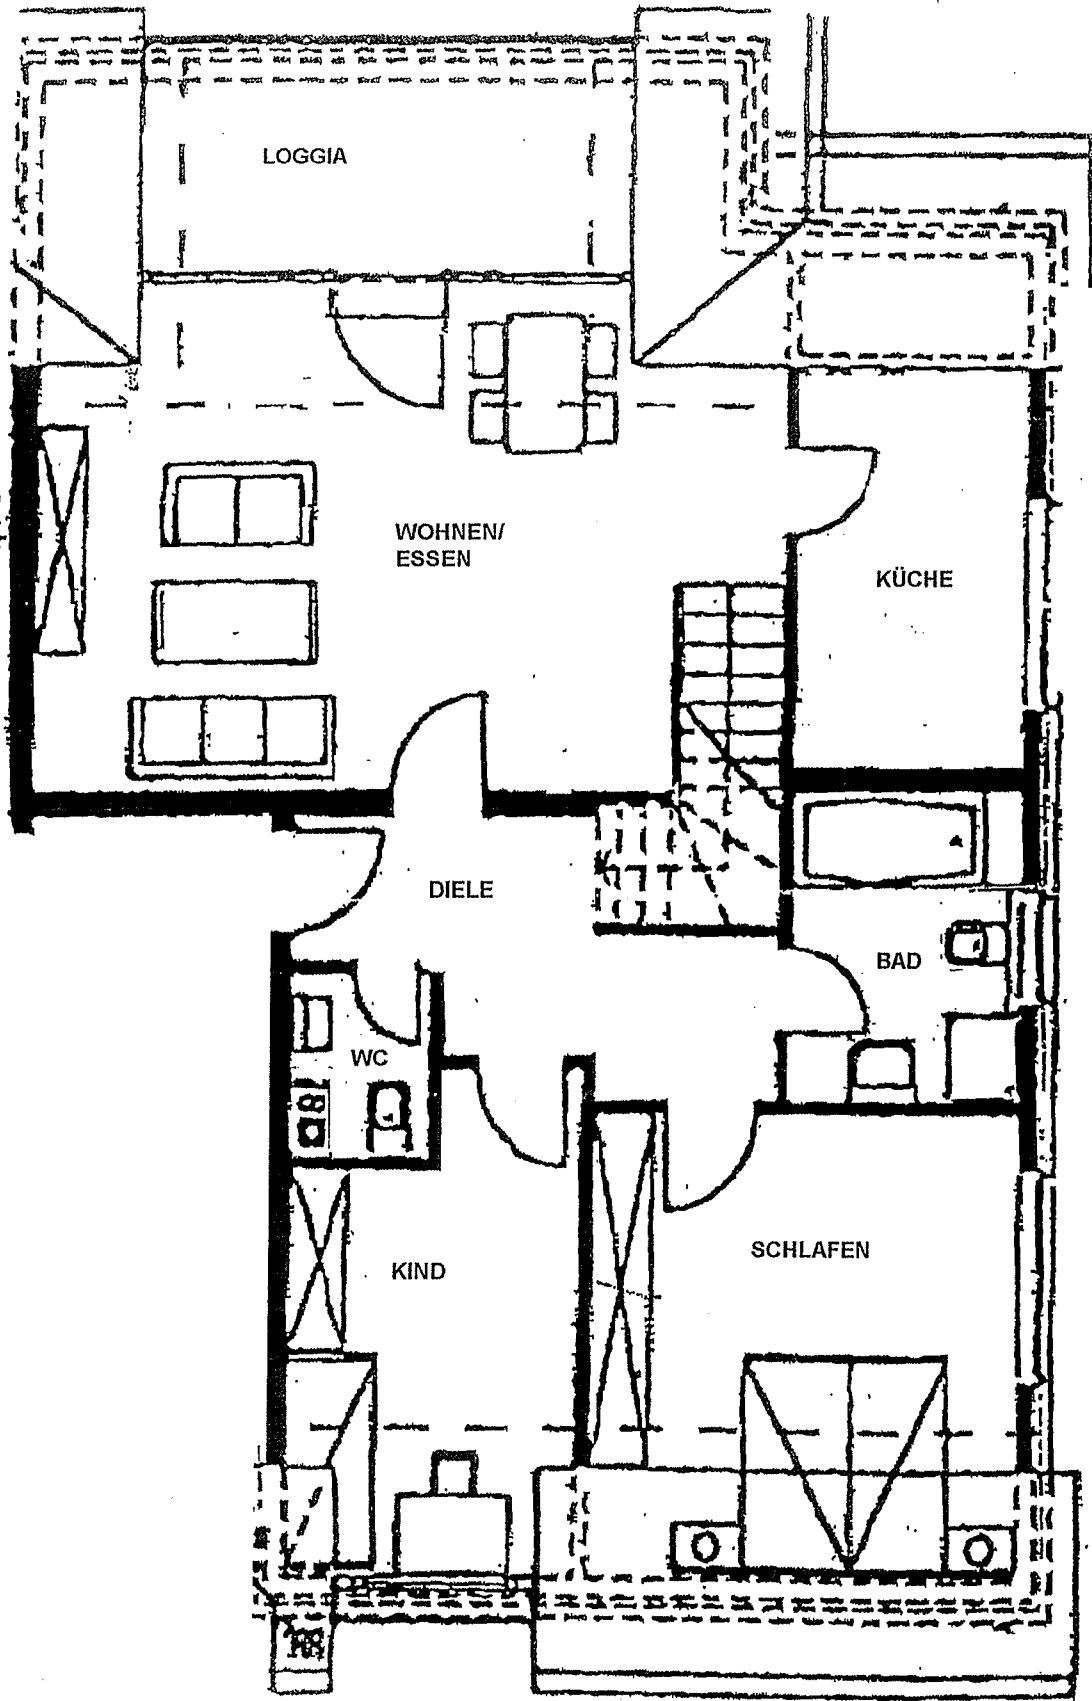 LOGGIA
WOHNEN/
ESSEN
KÜCHE
DIELE
BAD
WC
SCHLAFEN
KIND